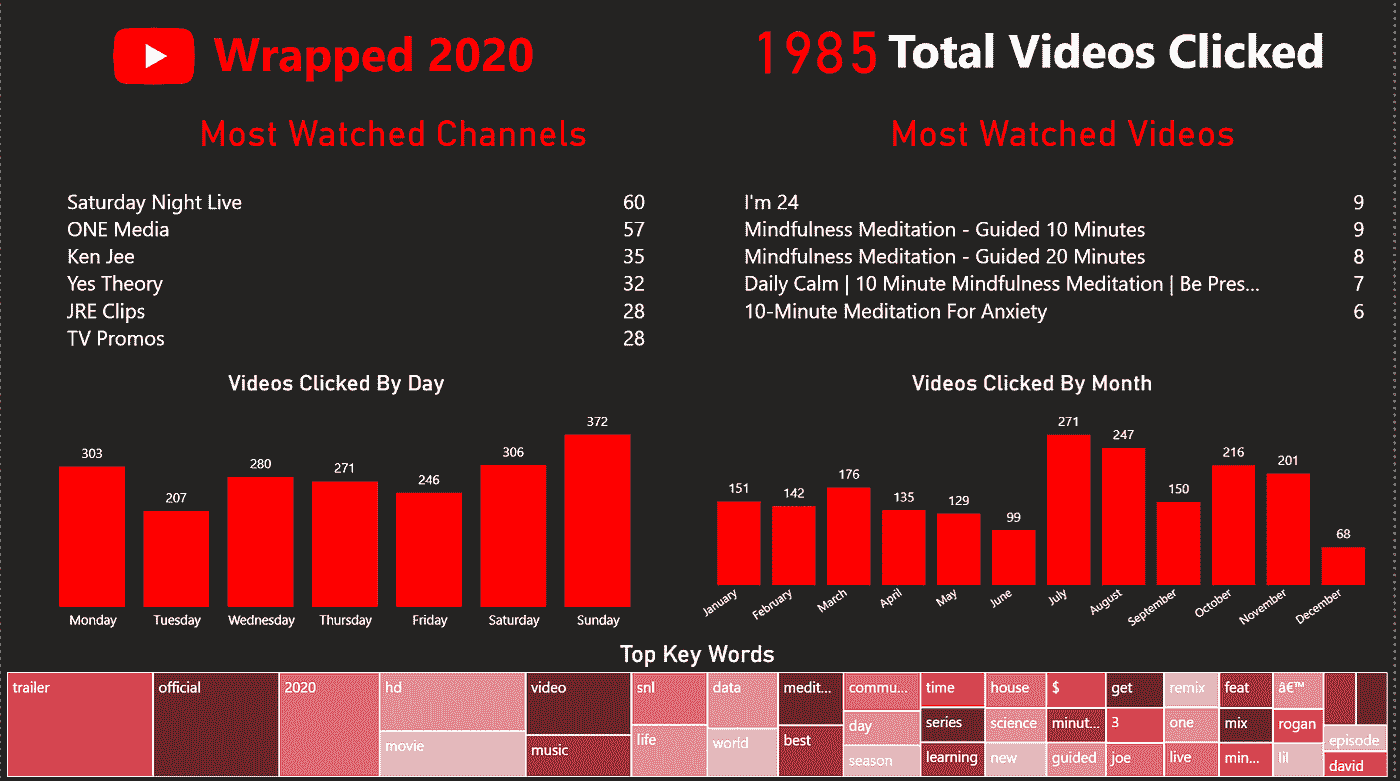 Wrapped 2020
1985 Total Videos Clicked
Most Watched Channels
Saturday Night Live 60
ONE Media 57
Ken Jee 35
Yes Theory 32
JRE Clips 28
TV Promos 28
Most Watched Videos
I'm 24 9
Mindfulness Meditation - Guided 10 Minutes 9
Mindfulness Meditation - Guided 20 Minutes 8
Daily Calm | 10 Minute Mindfulness Meditation | Be Pres... 7
10-Minute Meditation For Anxiety 6
Videos Clicked By Day
303 207 280 271 246 306 372
Monday Tuesday Wednesday Thursday Friday Saturday Sunday
Videos Clicked By Month
151 142 176 135 129 99 271 247 150 216 201 68
January February March April May June July August September October November December
Top Key Words
trailer
official
2020
hd
movie
video
music
snl
life
data
world
medit...
best
commu...
day
season
time
series
learning
house
science
new
$
minut...
guided
get
3
joe
remix
one
live
feat
mix
min...
â€™
rogan
lil
episode
david